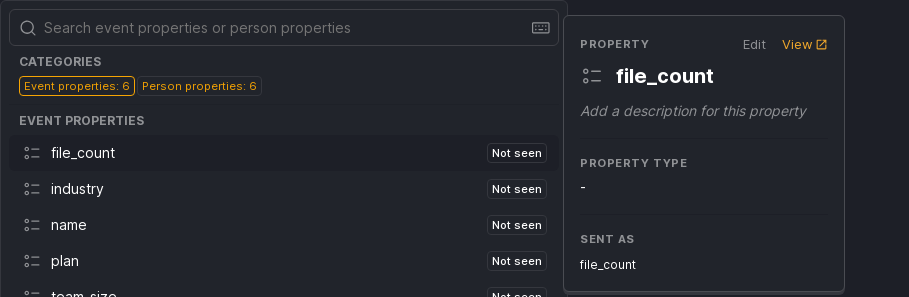 Search event properties or person properties
CATEGORIES
Event properties: 6
Person properties: 6
EVENT PROPERTIES
file_count
Not seen
industry
Not seen
name
Not seen
plan
Not seen
team_size
Not seen
PROPERTY
Edit
View
file_count
Add a description for this property
PROPERTY TYPE
-
SENT AS
file_count